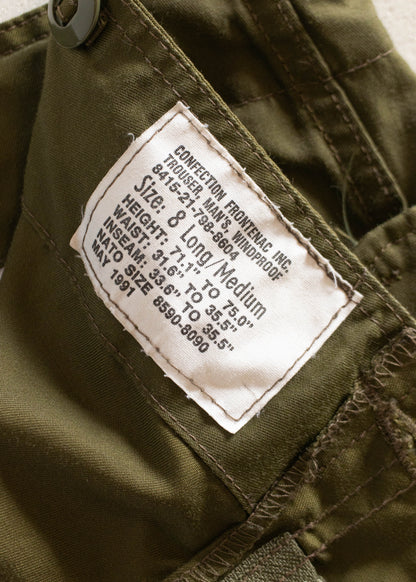 CONFECTION FRONTENAC INC.
TROUSER, MAN'S, WINDPROOF
8415-21-798-8604
Size: 8 Long/Medium
HEIGHT: 71.1" TO 75.0"
WAIST: 31.6" TO 35.5"
INSEAM: 33.6" TO 35.5"
NATO SIZE 8590-8090
MAY 1991